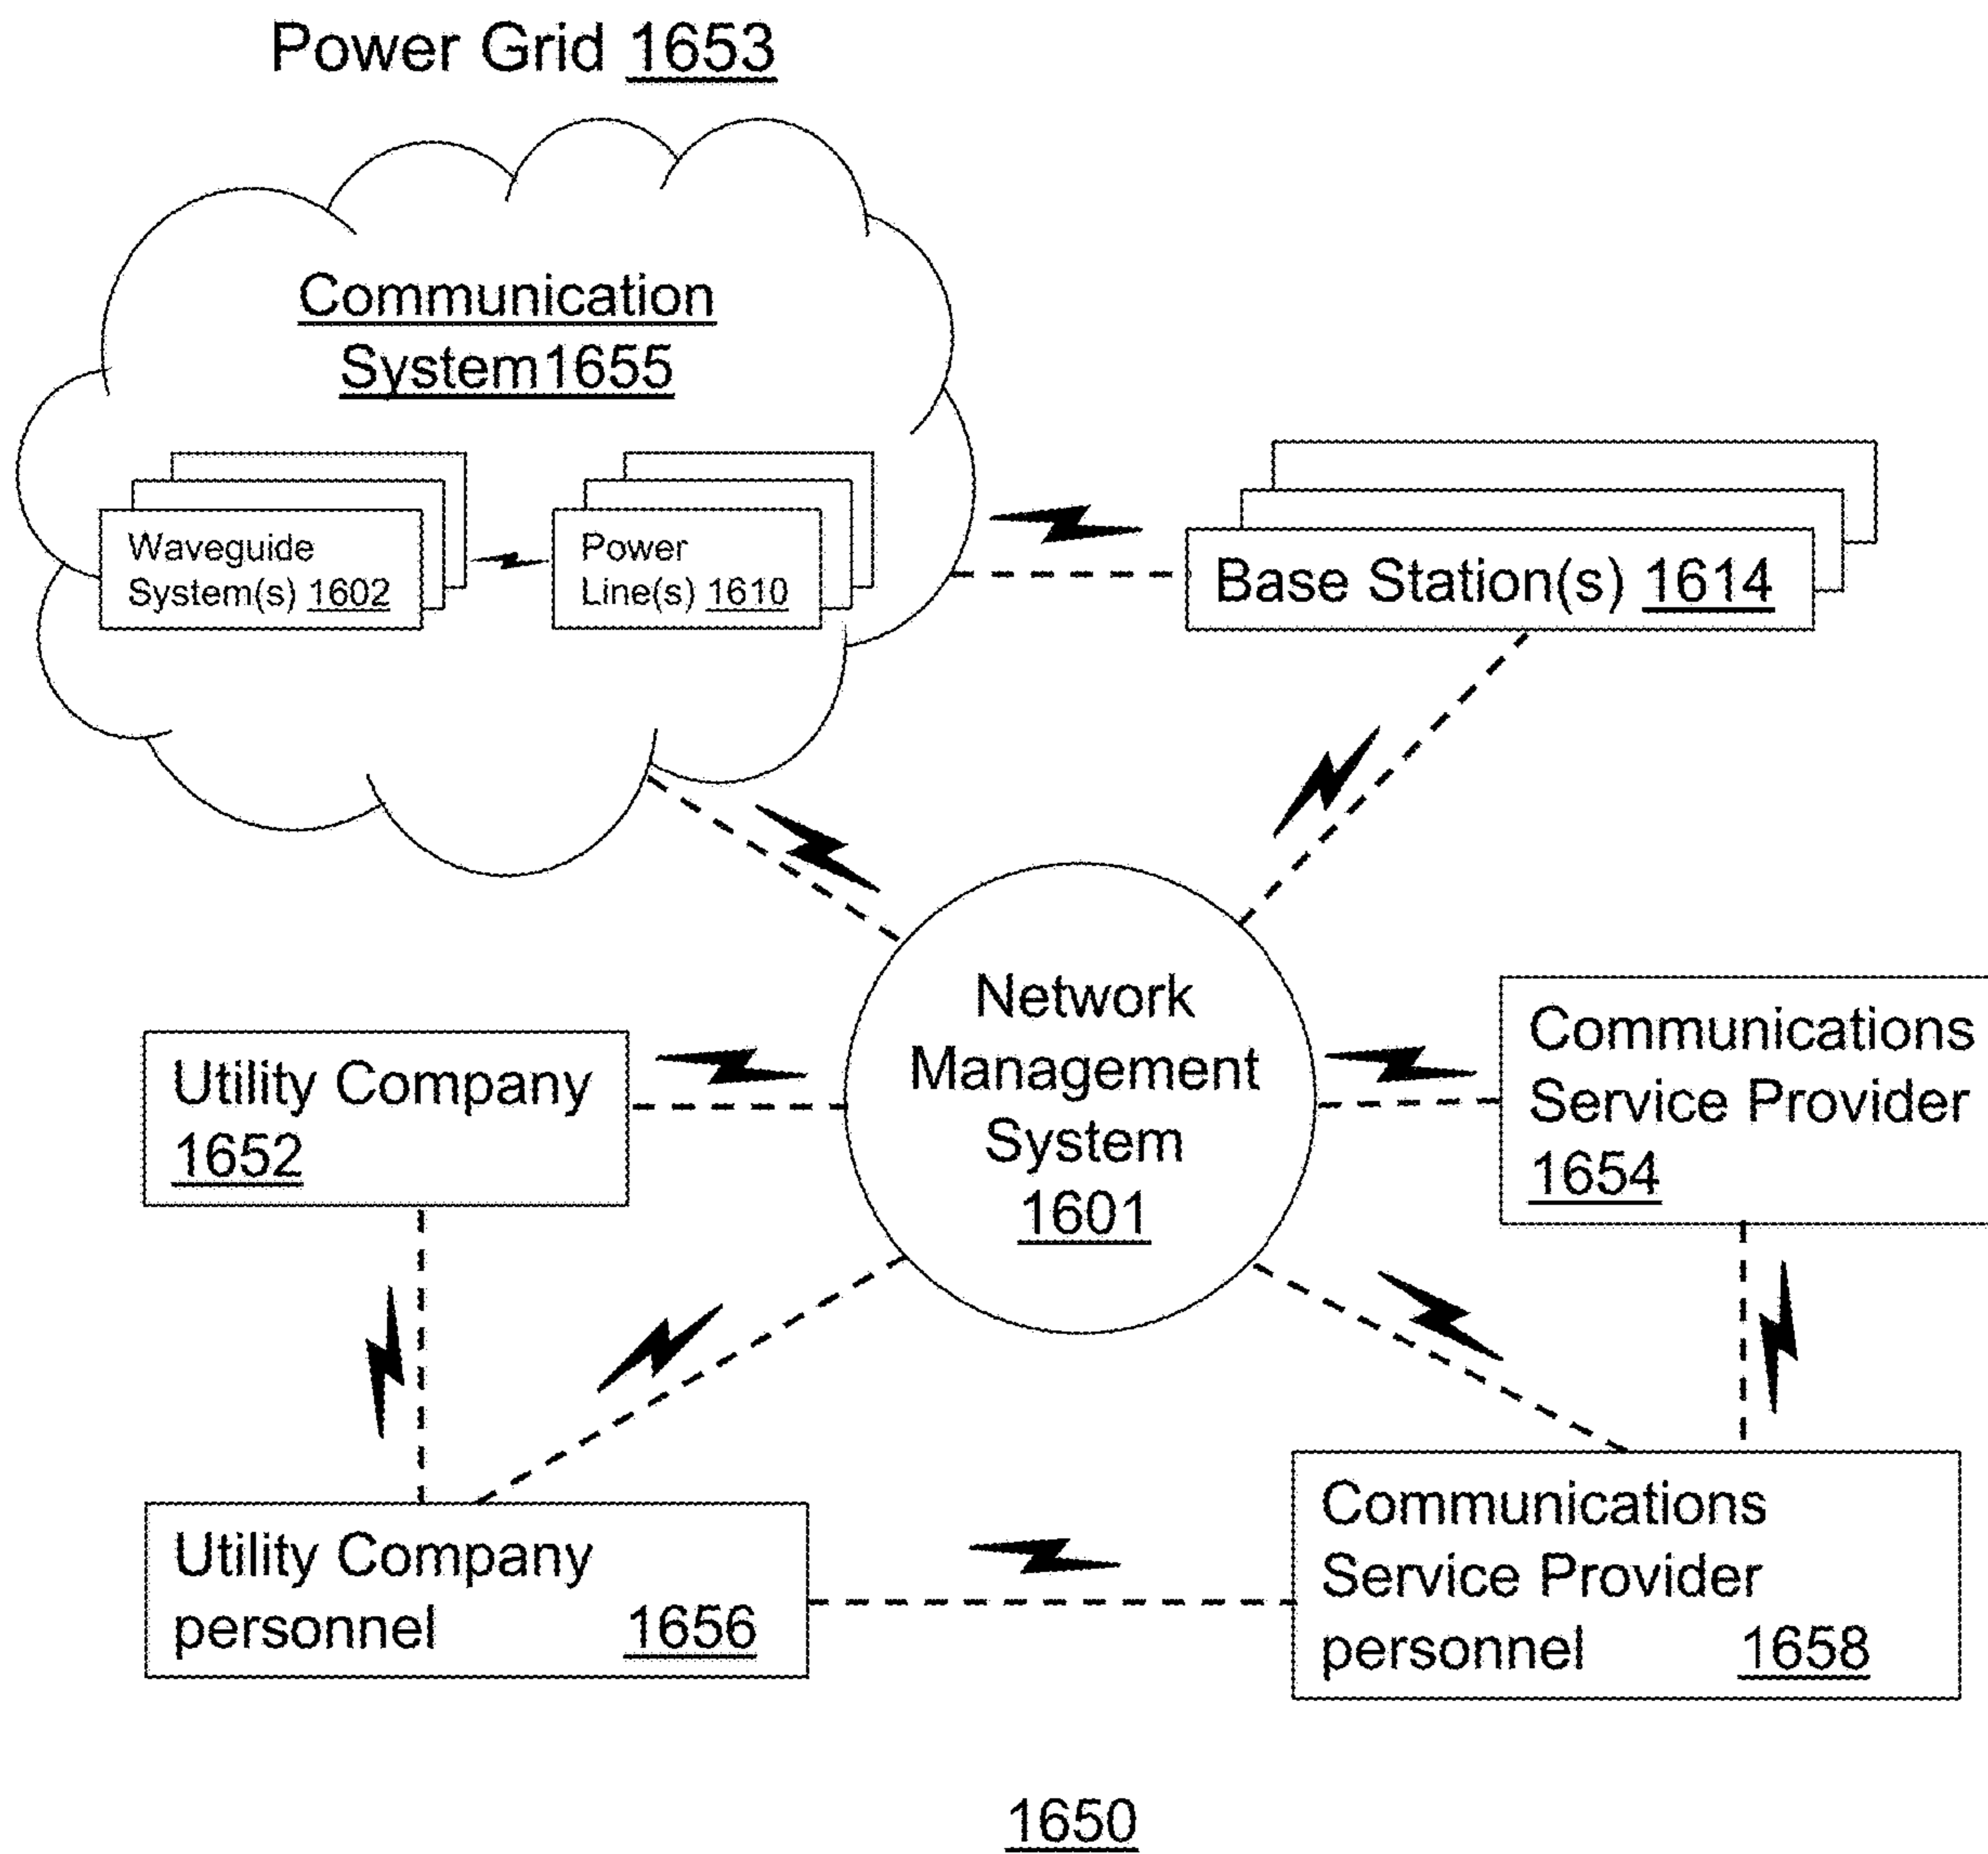 Power Grid 1653
Communication
System1655
Waveguide
System(s) 1602
Power
Line(s) 1610
Base Station(s) 1614
Network
Management
System
1601
Utility Company
1652
Communications
Service Provider
1654
Utility Company
personnel 1656
Communications
Service Provider
personnel 1658
1650